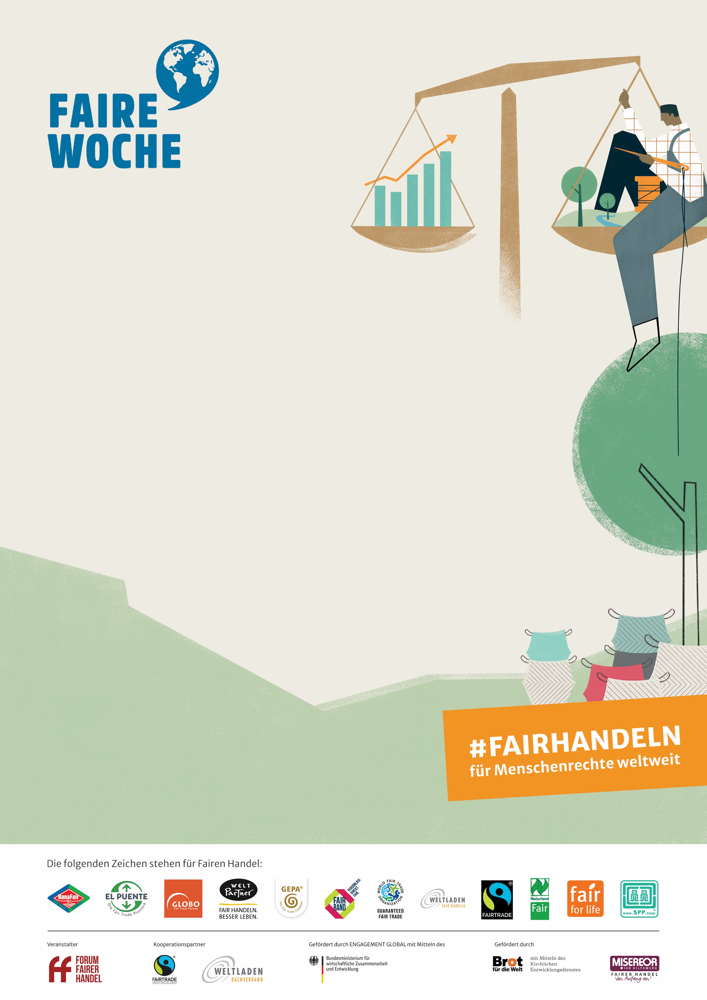 FAIRE
WOCHE
#FAIRHANDELN
für Menschenrechte weltweit
Die folgenden Zeichen stehen für Fairen Handel:
BanaFair
EL PUENTE
Die Fair Trade Pioniere
GLOBO
Fair Trade Partner
WELT
PartNer
FAIR HANDELN.
BESSER LEBEN.
GEPA®
The Fair Trade Company
FAIR
BAND
PERSÖNLICH.
DIREKT.
FAIR.
WORLD FAIR TRADE ORGANIZATION
GUARANTEED
FAIR TRADE
WELTLADEN
FAIR HANDELN
®
FAIRTRADE
Naturland
Fair
fair
for life
www.SPP.coop
®
Veranstalter
FORUM
FAIRER
HANDEL
Kooperationspartner
®
FAIRTRADE
DEUTSCHLAND
WELTLADEN
DACHVERBAND
Gefördert durch ENGAGEMENT GLOBAL mit Mitteln des
Bundesministerium für
wirtschaftliche Zusammenarbeit
und Entwicklung
Gefördert durch
Brot
für die Welt
mit Mitteln des
Kirchlichen
Entwicklungsdienstes
MISEREOR
IHR HILFSWERK
FAIRER HANDEL
Von Anfang an!